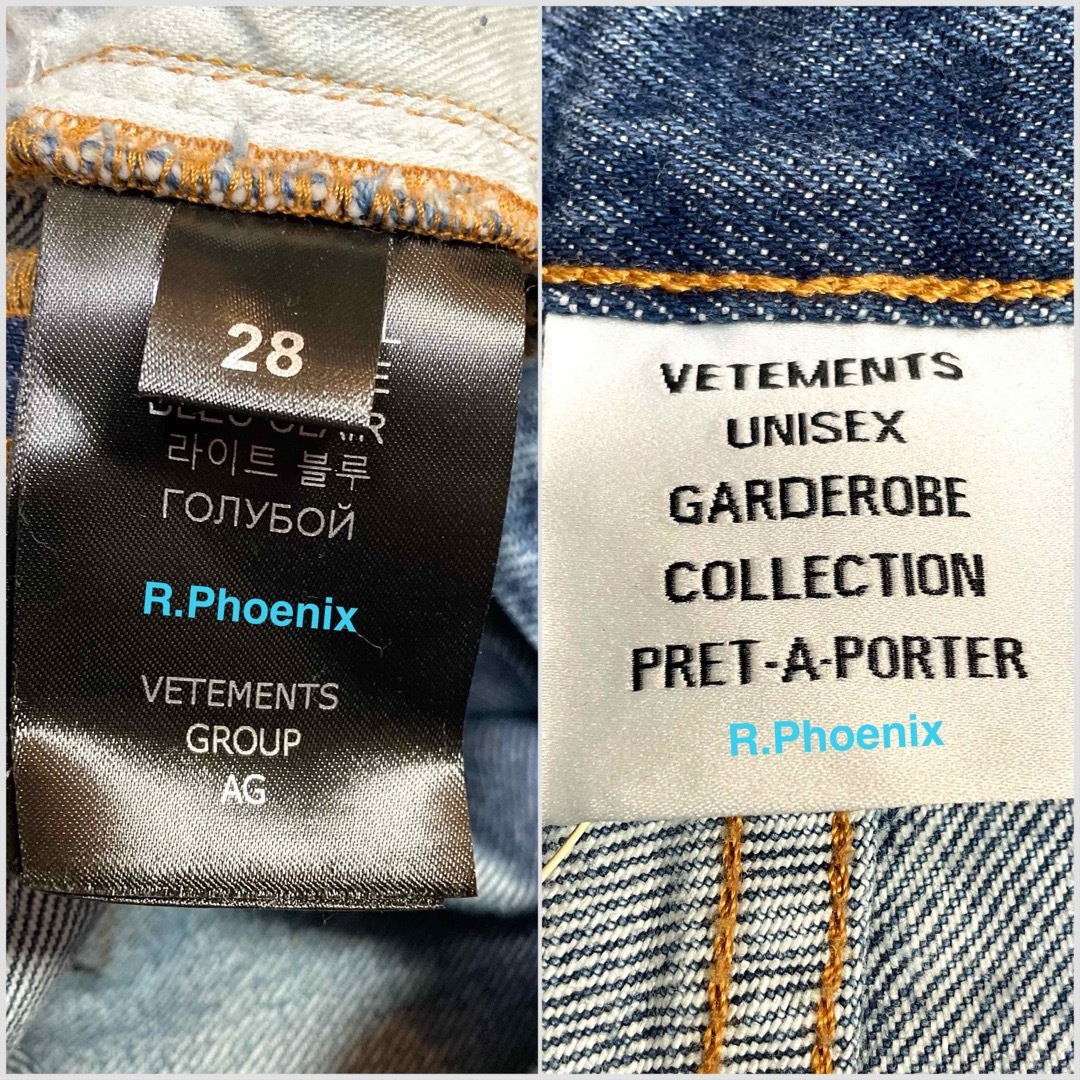 28
라이트 블루
ГОЛУБОЙ
R.Phoenix
VETEMENTS
GROUP
AG
VETEMENTS
UNISEX
GARDEROBE
COLLECTION
PRET-A-PORTER
R.Phoenix